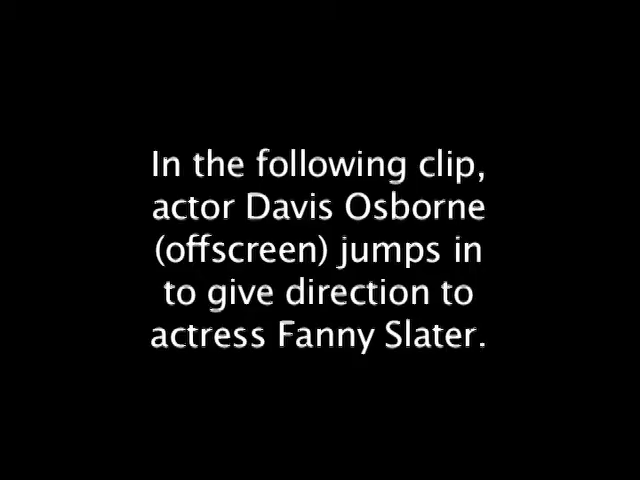 In the following clip,
actor Davis Osborne
(offscreen) jumps in
to give direction to
actress Fanny Slater.